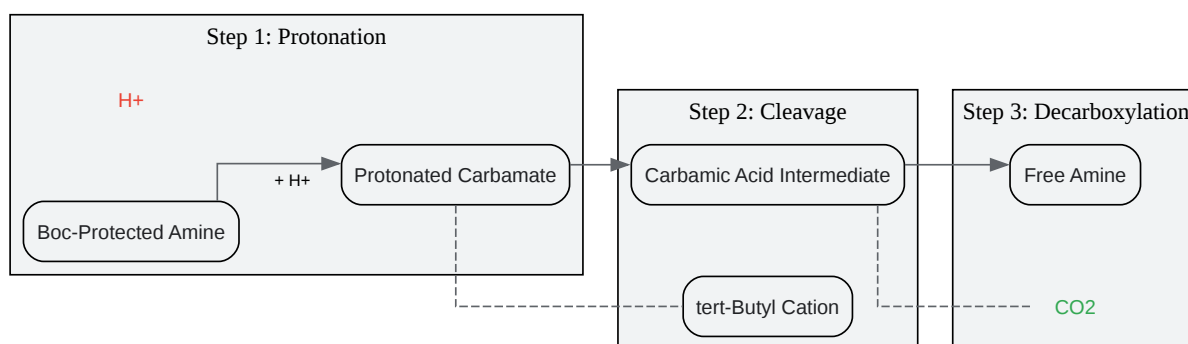 Step 1: Protonation
H+
+ H+
Protonated Carbamate
Boc-Protected Amine
Step 2: Cleavage
Carbamic Acid Intermediate
tert-Butyl Cation
Step 3: Decarboxylation
Free Amine
CO2